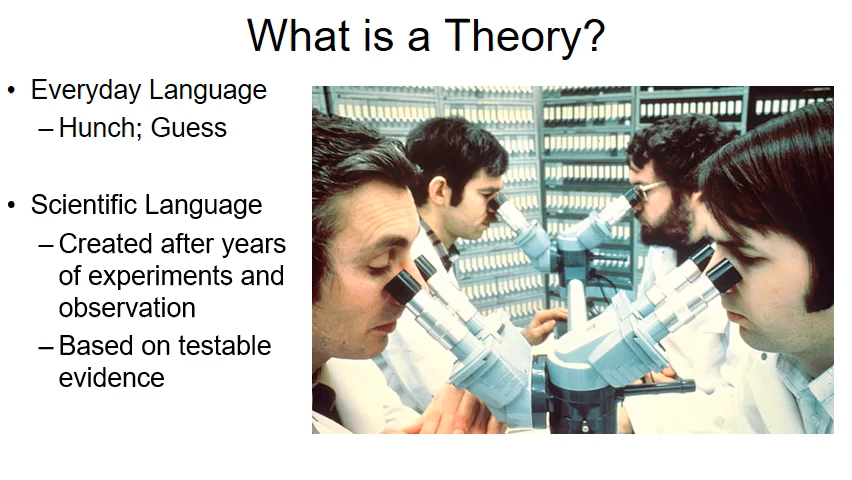 What is a Theory?
• Everyday Language
– Hunch; Guess
• Scientific Language
– Created after years
of experiments and
observation
– Based on testable
evidence